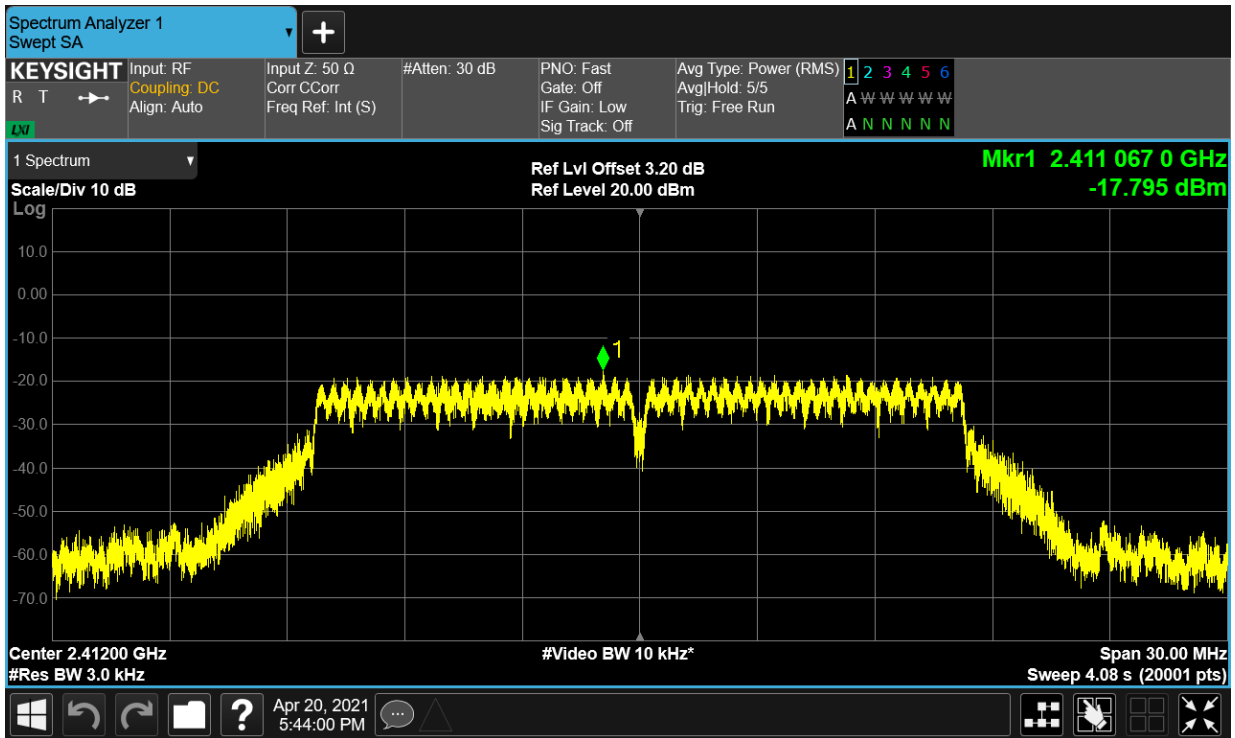 Spectrum Analyzer 1
Swept SA
KEYSIGHT
R T
LXI
Input: RF
Coupling: DC
Align: Auto
Input Z: 50 Ω
Corr CCorr
Freq Ref: Int (S)
#Atten: 30 dB
PNO: Fast
Gate: Off
IF Gain: Low
Sig Track: Off
Avg Type: Power (RMS)
Avg|Hold: 5/5
Trig: Free Run
1 2 3 4 5 6
A W W W W W
A N N N N N
1 Spectrum
Scale/Div 10 dB
Log
Ref Lvl Offset 3.20 dB
Ref Level 20.00 dBm
Mkr1 2.411 067 0 GHz
-17.795 dBm
10.0
0.00
-10.0
-20.0
-30.0
-40.0
-50.0
-60.0
-70.0
1
Center 2.41200 GHz
#Res BW 3.0 kHz
#Video BW 10 kHz*
Span 30.00 MHz
Sweep 4.08 s (20001 pts)
?
Apr 20, 2021
5:44:00 PM